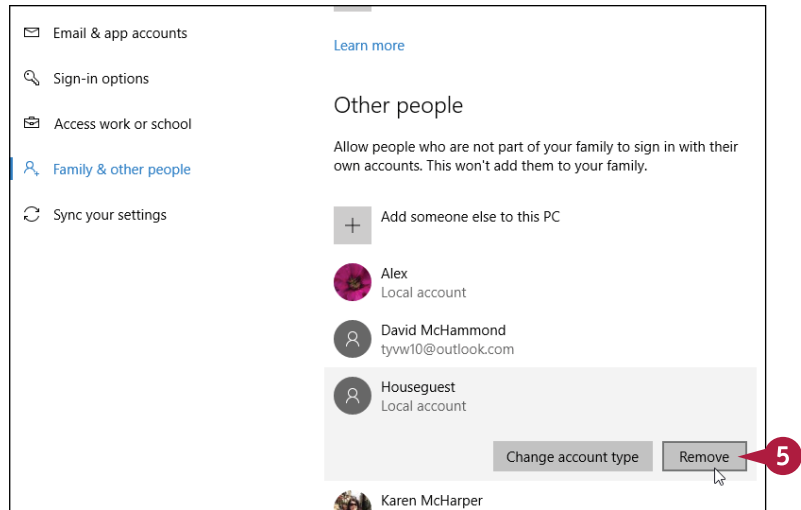 Email & app accounts
Sign-in options
Access work or school
Family & other people
Sync your settings
Learn more
Other people
Allow people who are not part of your family to sign in with their
own accounts. This won't add them to your family.
Add someone else to this PC
Alex
Local account
David McHammond
tyvw10@outlook.com
Houseguest
Local account
Change account type
Remove
5
Karen McHarper